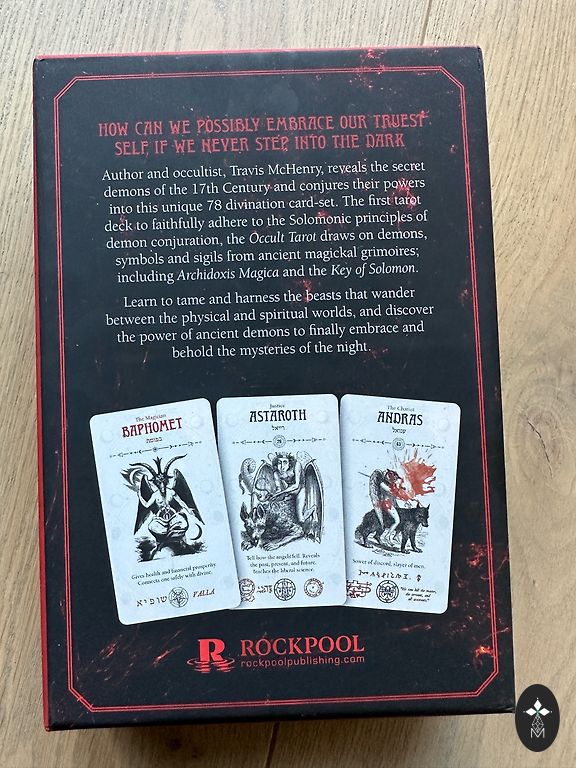 HOW CAN WE POSSIBLY EMBRACE OUR TRUEST
SELF IF WE NEVER STEP INTO THE DARK
Author and occultist, Travis McHenry, reveals the secret
demons of the 17th Century and conjures their powers
into this unique 78 divination card-set. The first tarot
deck to faithfully adhere to the Solomonic principles of
demon conjuration, the Occult Tarot draws on demons,
symbols and sigils from ancient magickal grimoires;
including Archidoxis Magica and the Key of Solomon.
Learn to tame and harness the beasts that wander
between the physical and spiritual worlds, and discover
the power of ancient demons to finally embrace and
behold the mysteries of the night.
The Magician
BAPHOMET
Gives health and financial prosperity.
Connects one safely with divine.
VALLA
Justice
ASTAROTH
Tell how the angels fell. Reveals
the past, present, and future.
Teaches the liberal science.
The Chariot
ANDRAS
63
Sower of discord, slayer of men.
R ROCKPOOL
rockpoolpublishing.com
M